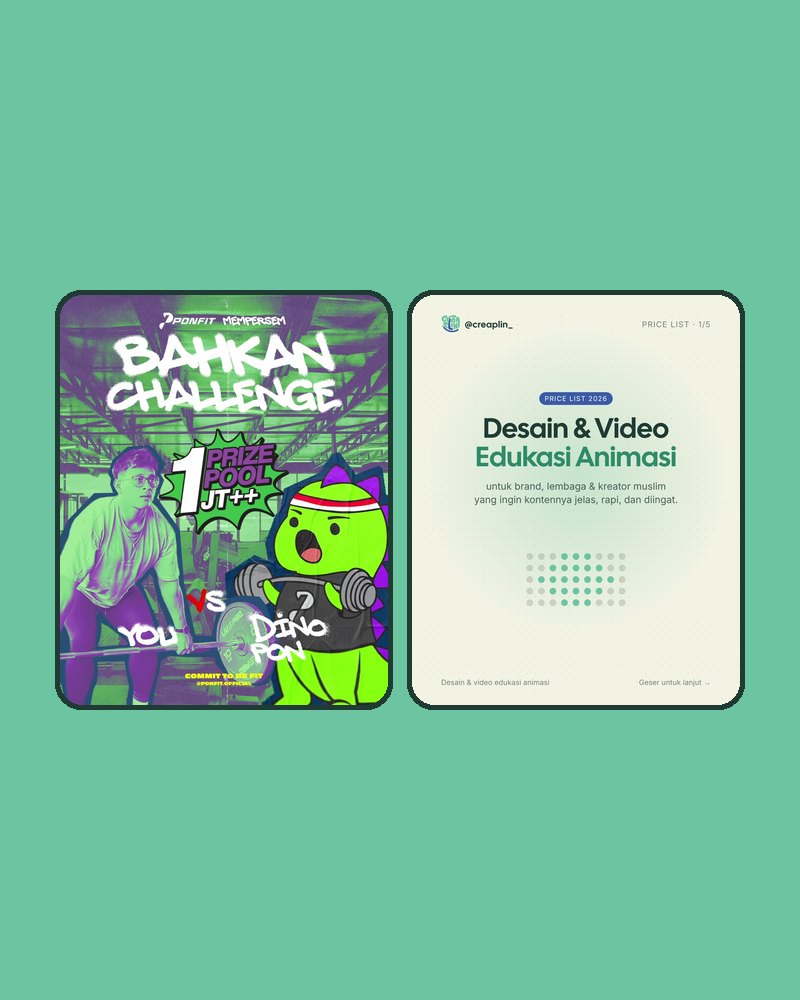 PONFIT MEMPERSEM
BAHKAN
CHALLENGE
1 PRIZE
POOL
JT++
VS
YOU
DINO
PON
COMMIT TO BE FIT
@PONFIT.OFFICIAL
@creaplin_
PRICE LIST · 1/5
PRICE LIST 2026
Desain & Video
Edukasi Animasi
untuk brand, lembaga & kreator muslim
yang ingin kontennya jelas, rapi, dan diingat.
Desain & video edukasi animasi
Geser untuk lanjut →